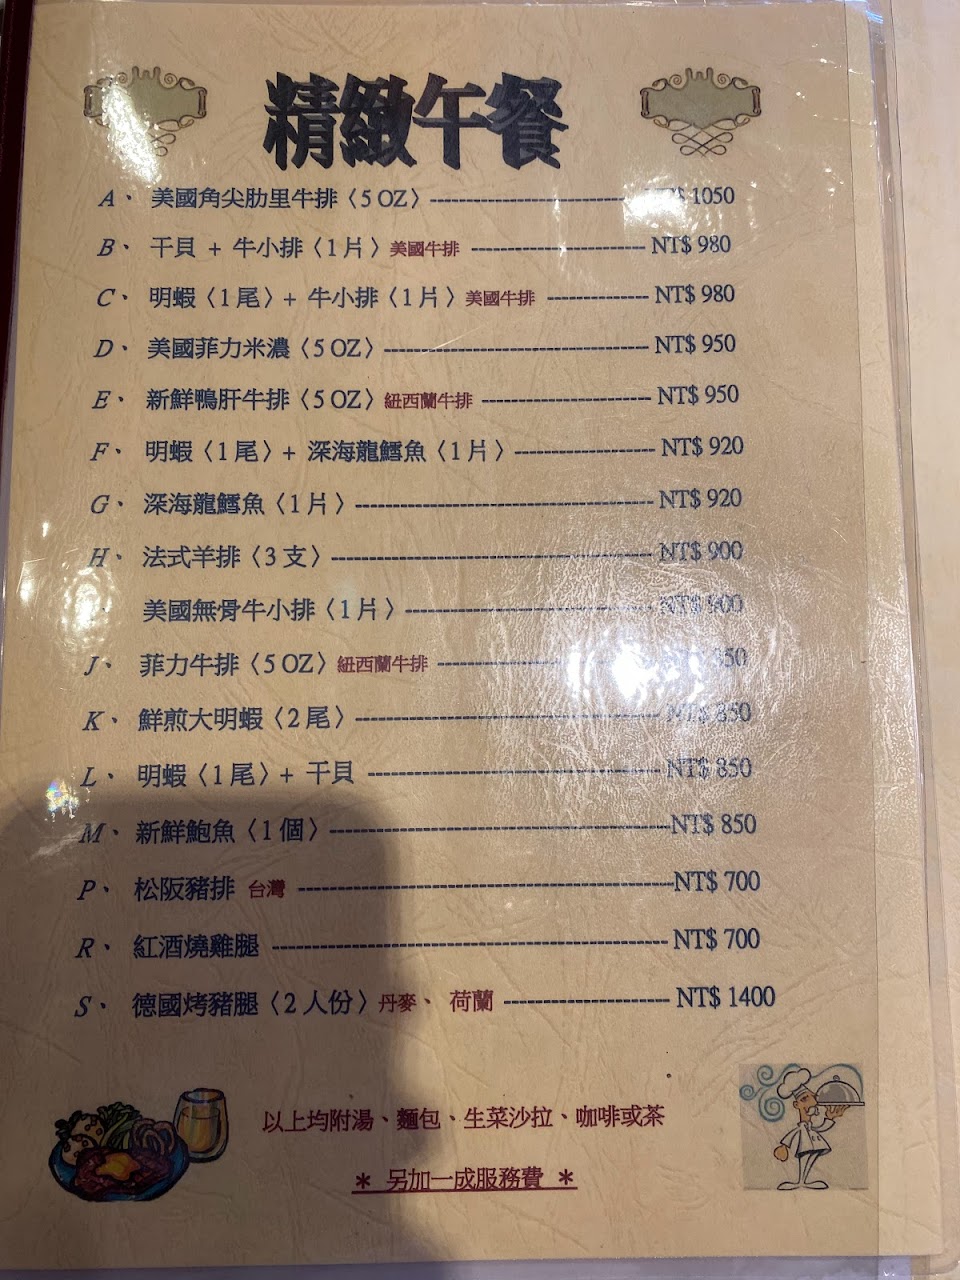 精緻午餐
A、 美國角尖肋里牛排〈5 OZ〉---------------------- NT$ 1050
B、 干貝 + 牛小排〈1 片〉美國牛排 -------------------- NT$ 980
C、 明蝦〈1 尾〉+ 牛小排〈1 片〉美國牛排 ------------ NT$ 980
D、 美國菲力米濃〈5 OZ〉------------------------------ NT$ 950
E、 新鮮鴨肝牛排〈5 OZ〉紐西蘭牛排 -------------------- NT$ 950
F、 明蝦〈1 尾〉+ 深海龍鱈魚〈1 片〉---------------- NT$ 920
G、 深海龍鱈魚〈1 片〉---------------------------------- NT$ 920
H、 法式羊排〈3 支〉------------------------------------ NT$ 900
美國無骨牛小排〈1 片〉---------------------------- NT$ 900
J、 菲力牛排〈5 OZ〉紐西蘭牛排 ----------------
K、 鮮煎大明蝦〈2 尾〉---------------------------------- NT$ 850
L、 明蝦〈1 尾〉+ 干貝 ---------------------------------- NT$ 850
M、 新鮮鮑魚〈1 個〉--------------------------------------NT$ 850
P、 松阪豬排 台灣 ------------------------------------------NT$ 700
R、 紅酒燒雞腿 -------------------------------------------- NT$ 700
S、 德國烤豬腿〈2 人份〉丹麥、 荷蘭 ------------------ NT$ 1400
以上均附湯、麵包、生菜沙拉、咖啡或茶
＊ 另加一成服務費 ＊